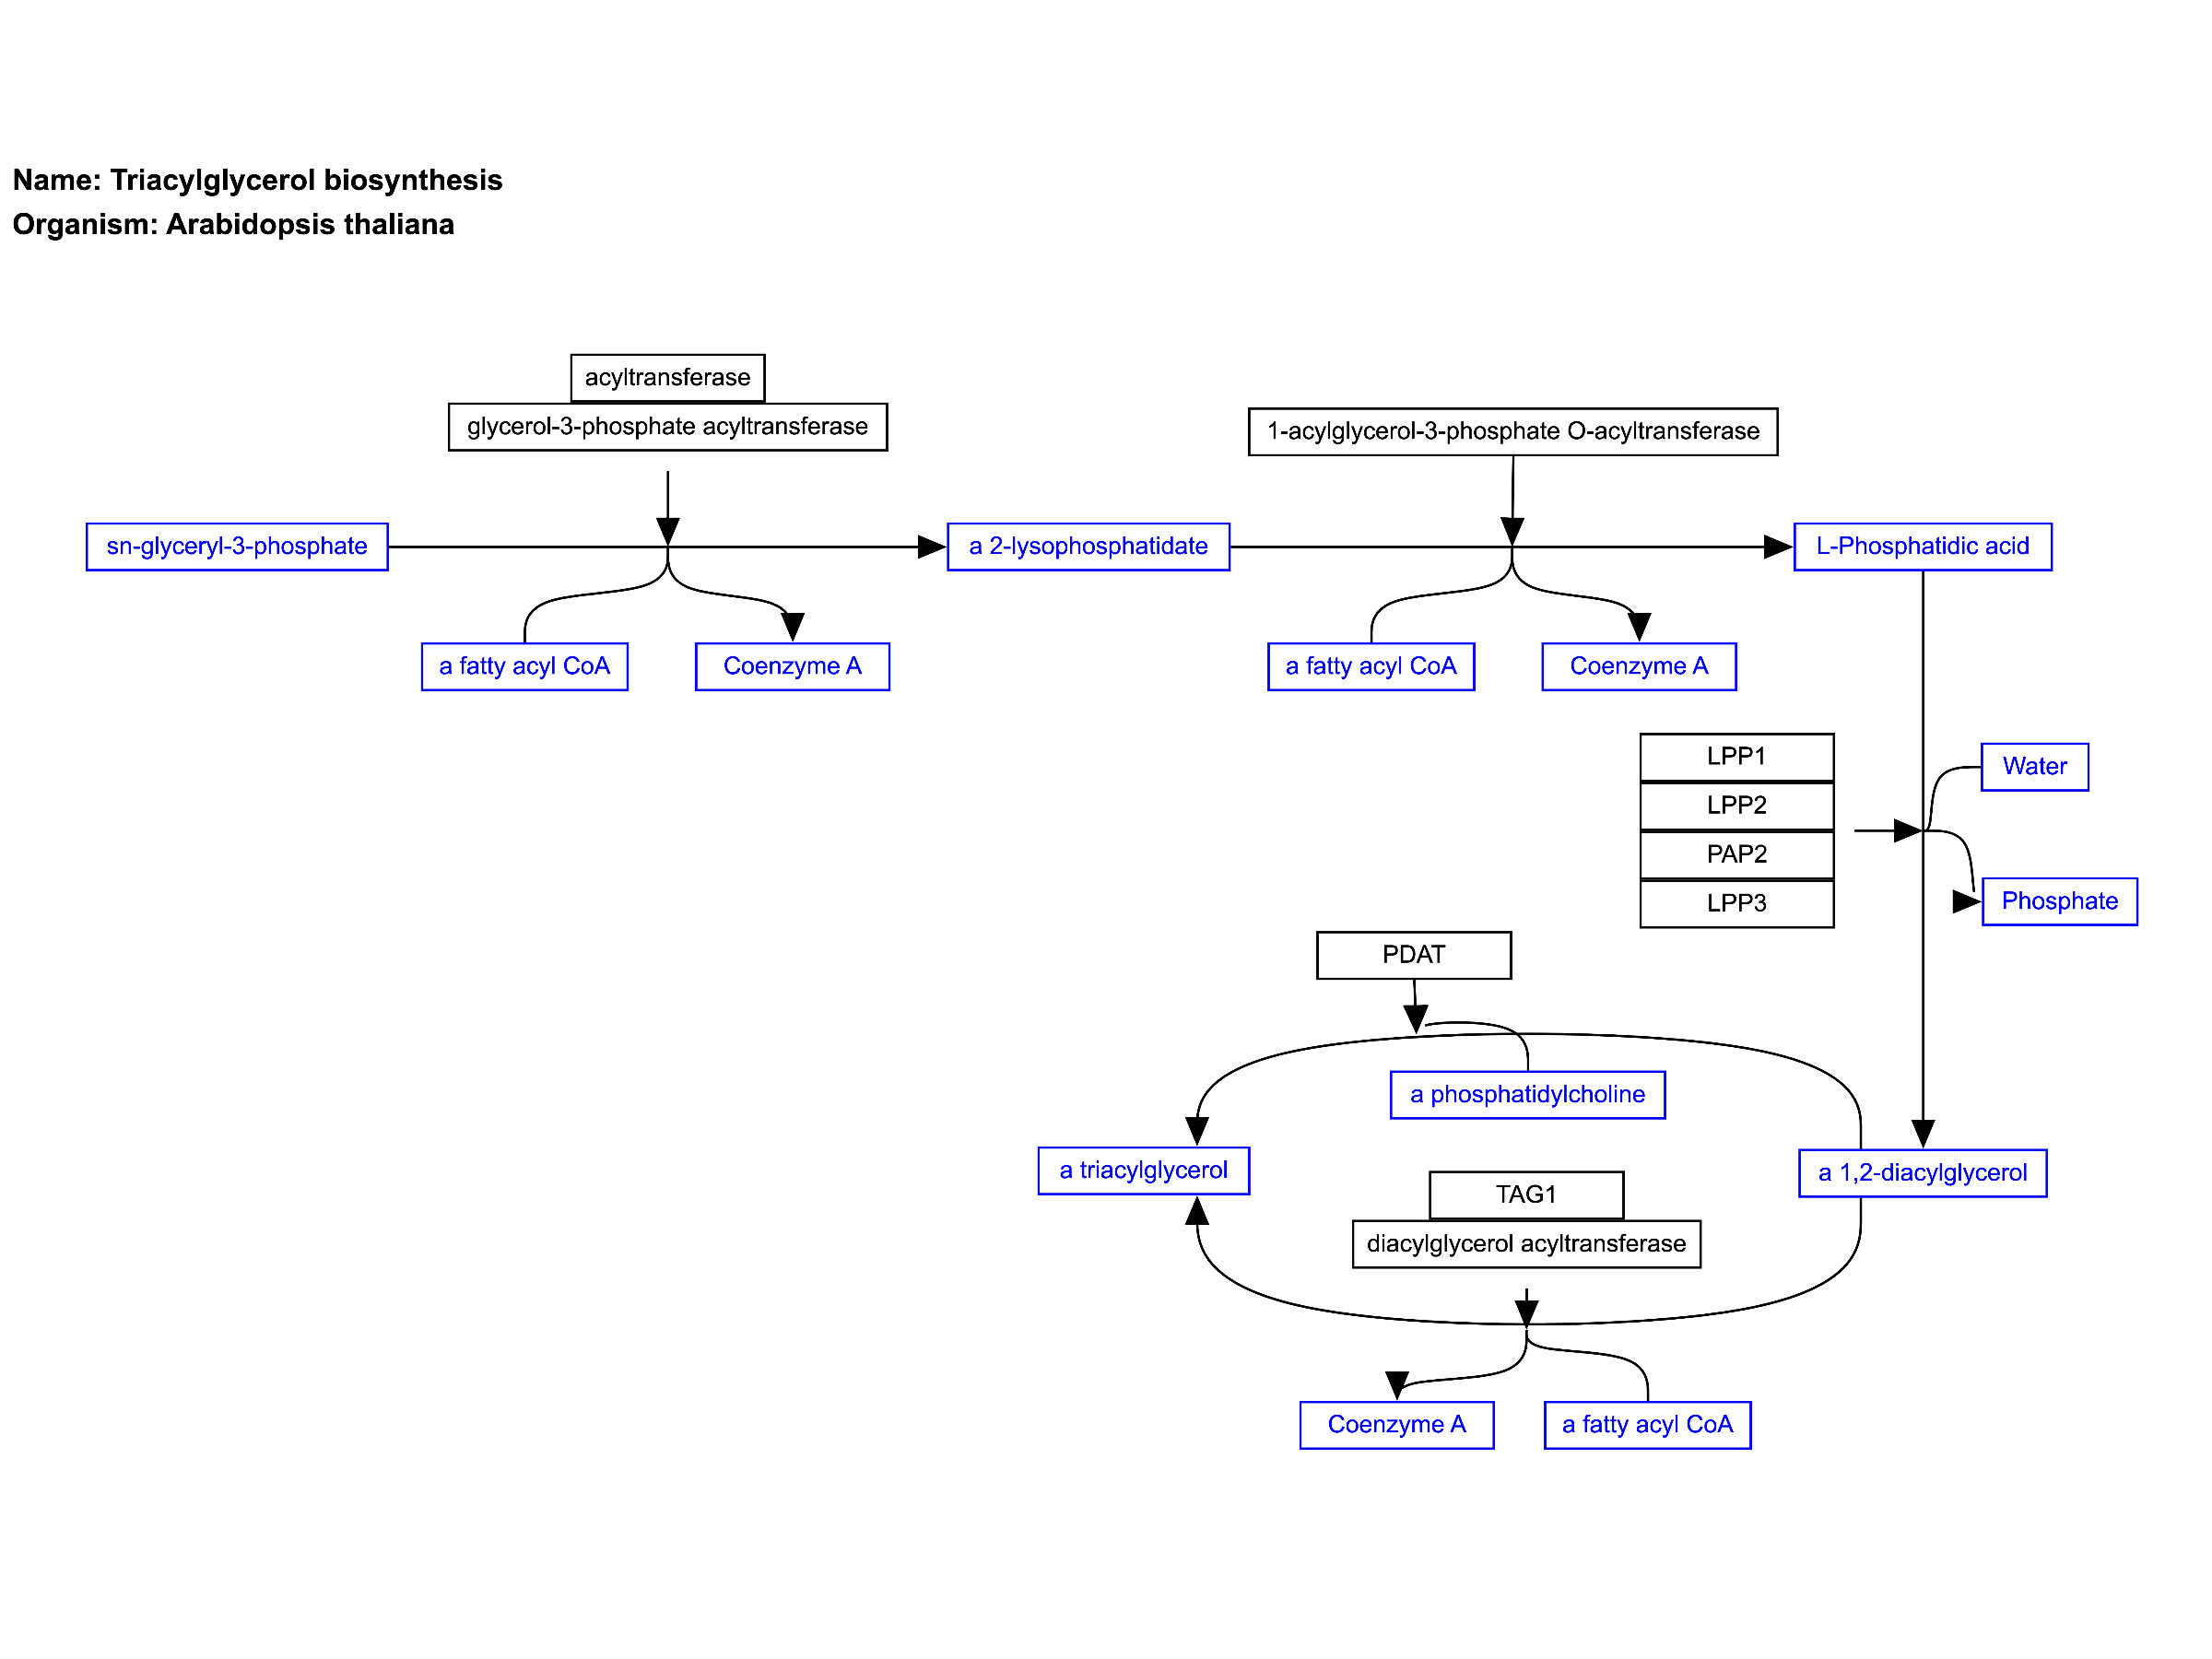 Name: Triacylglycerol biosynthesis
Organism: Arabidopsis thaliana
acyltransferase
glycerol-3-phosphate acyltransferase
1-acylglycerol-3-phosphate O-acyltransferase
sn-glyceryl-3-phosphate
a 2-lysophosphatidate
L-Phosphatidic acid
a fatty acyl CoA
Coenzyme A
a fatty acyl CoA
Coenzyme A
LPP1
Water
LPP2
PAP2
LPP3
Phosphate
PDAT
a phosphatidylcholine
a triacylglycerol
a 1,2-diacylglycerol
TAG1
diacylglycerol acyltransferase
Coenzyme A
a fatty acyl CoA